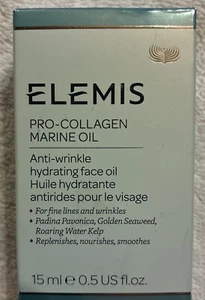 ELEMIS
PRO-COLLAGEN
MARINE OIL
Anti-wrinkle
hydrating face oil
Huile hydratante
antirides pour le visage
• For fine lines and wrinkles
• Padina Pavonica, Golden Seaweed,
Roaring Water Kelp
• Replenishes, nourishes, smoothes
15 ml ℮ 0.5 US fl.oz.